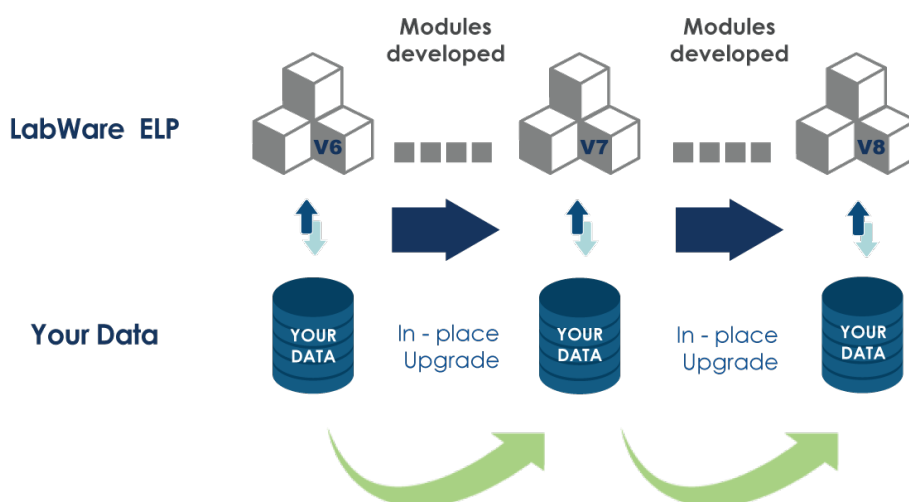 Modules
developed
Modules
developed
LabWare ELP
V6
V7
V8
Your Data
YOUR
DATA
In - place
Upgrade
YOUR
DATA
In - place
Upgrade
YOUR
DATA